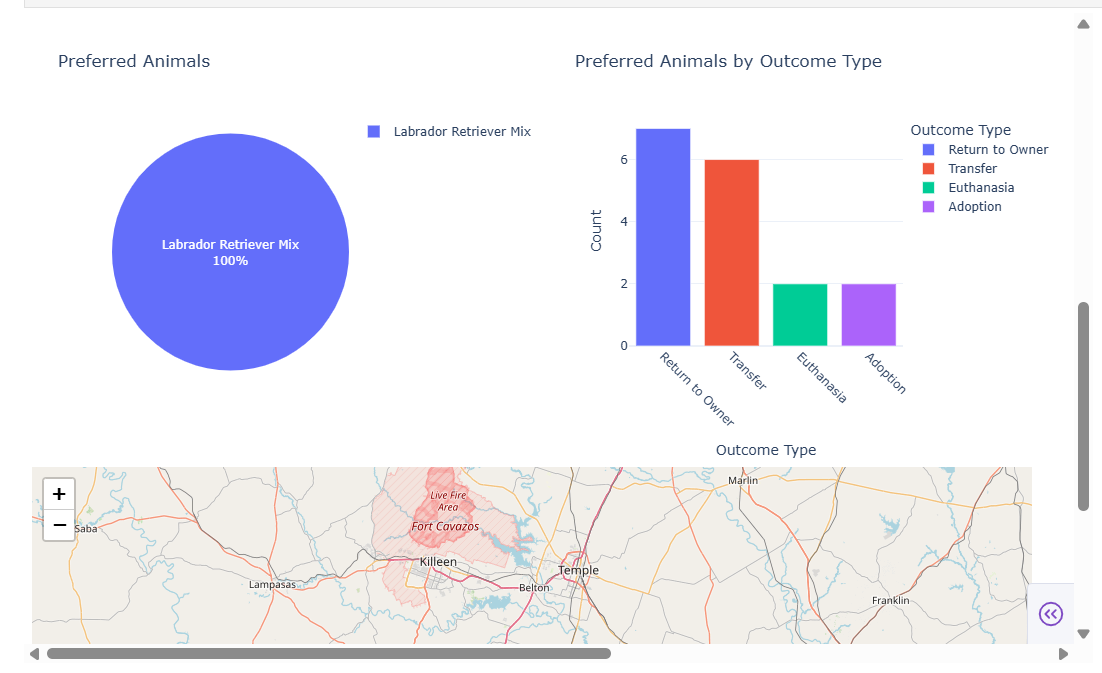 Preferred Animals
Labrador Retriever Mix
Labrador Retriever Mix
100%
Preferred Animals by Outcome Type
Outcome Type
Return to Owner
Transfer
Euthanasia
Adoption
6
4
2
0
Count
Return to Owner
Transfer
Euthanasia
Adoption
Outcome Type
+
−
Saba
Live Fire
Area
Fort Cavazos
Killeen
Lampasas
Belton
Temple
Marlin
Franklin